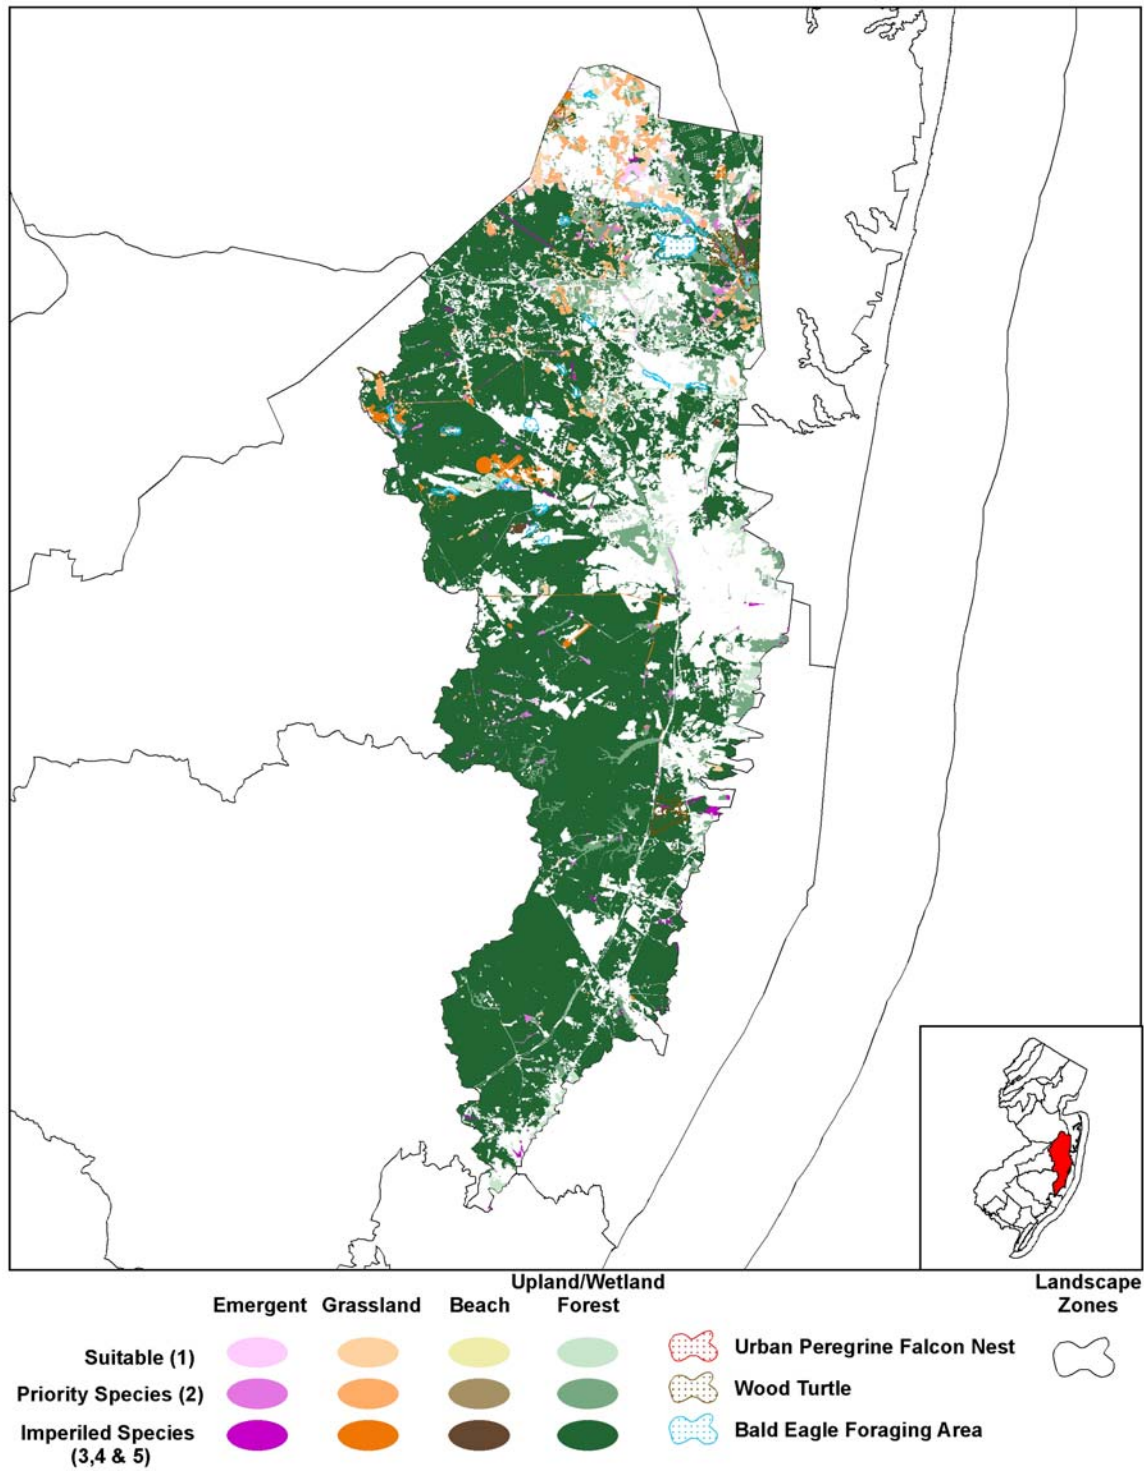 Upland/Wetland
Landscape
Emergent Grassland Beach Forest Zones
Suitable (1)
Urban Peregrine Falcon Nest
Priority Species (2)
Wood Turtle
Imperiled Species
Bald Eagle Foraging Area
(3,4 & 5)